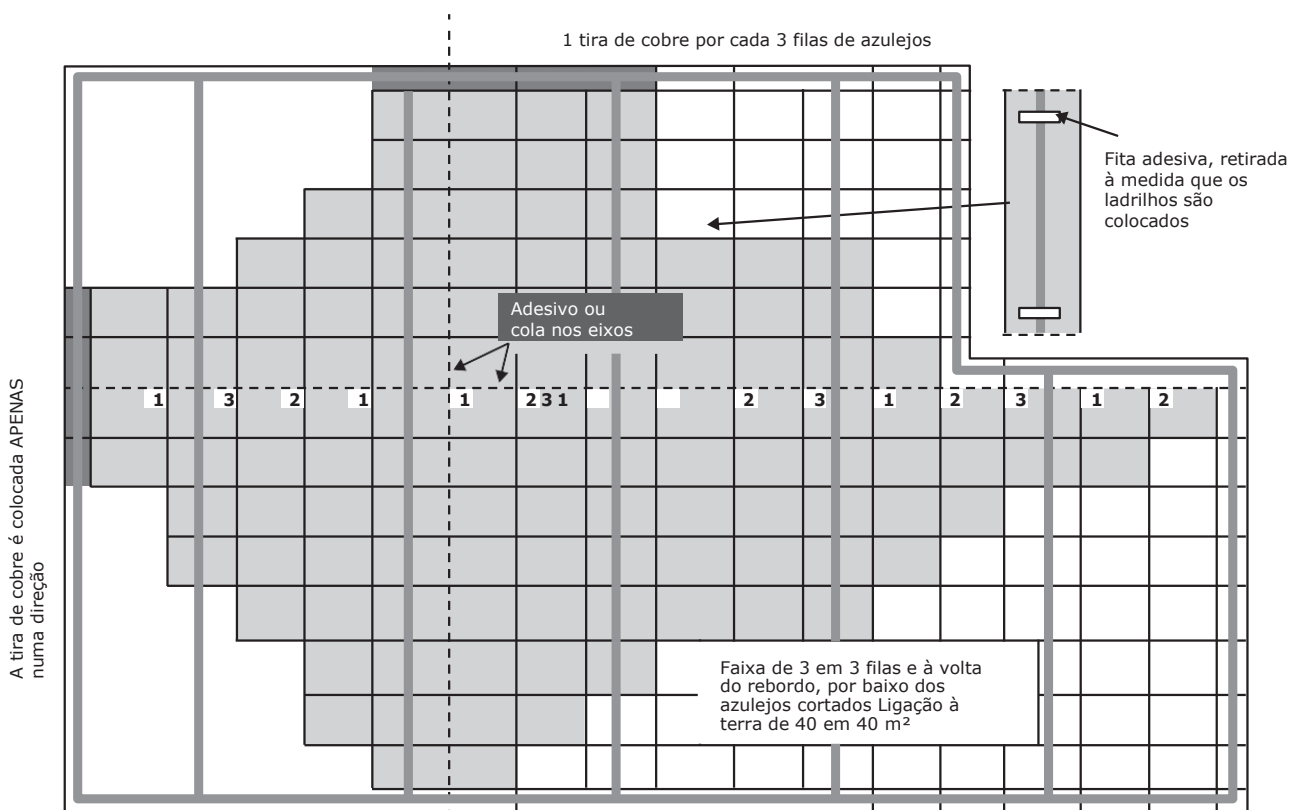 1 tira de cobre por cada 3 filas de azulejos
Fita adesiva, retirada
à medida que os
ladrilhos são
colocados
Adesivo ou
cola nos eixos
1 3 2 1 1 2 3 1 2 3 1 2 3 1 2
A tira de cobre é colocada APENAS
numa direção
Faixa de 3 em 3 filas e à volta
do rebordo, por baixo dos
azulejos cortados Ligação à
terra de 40 em 40 m²